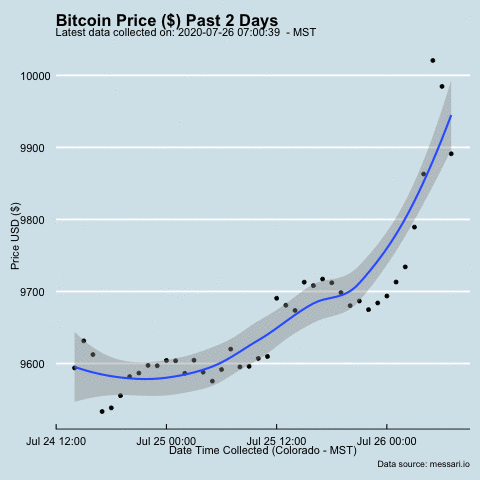 Bitcoin Price ($) Past 2 Days
Latest data collected on: 2020-07-26 07:00:39  - MST
10000
9900
9800
9700
9600
Price USD ($)
Jul 24 12:00 Jul 25 00:00 Jul 25 12:00 Jul 26 00:00
Date Time Collected (Colorado - MST)
Data source: messari.io